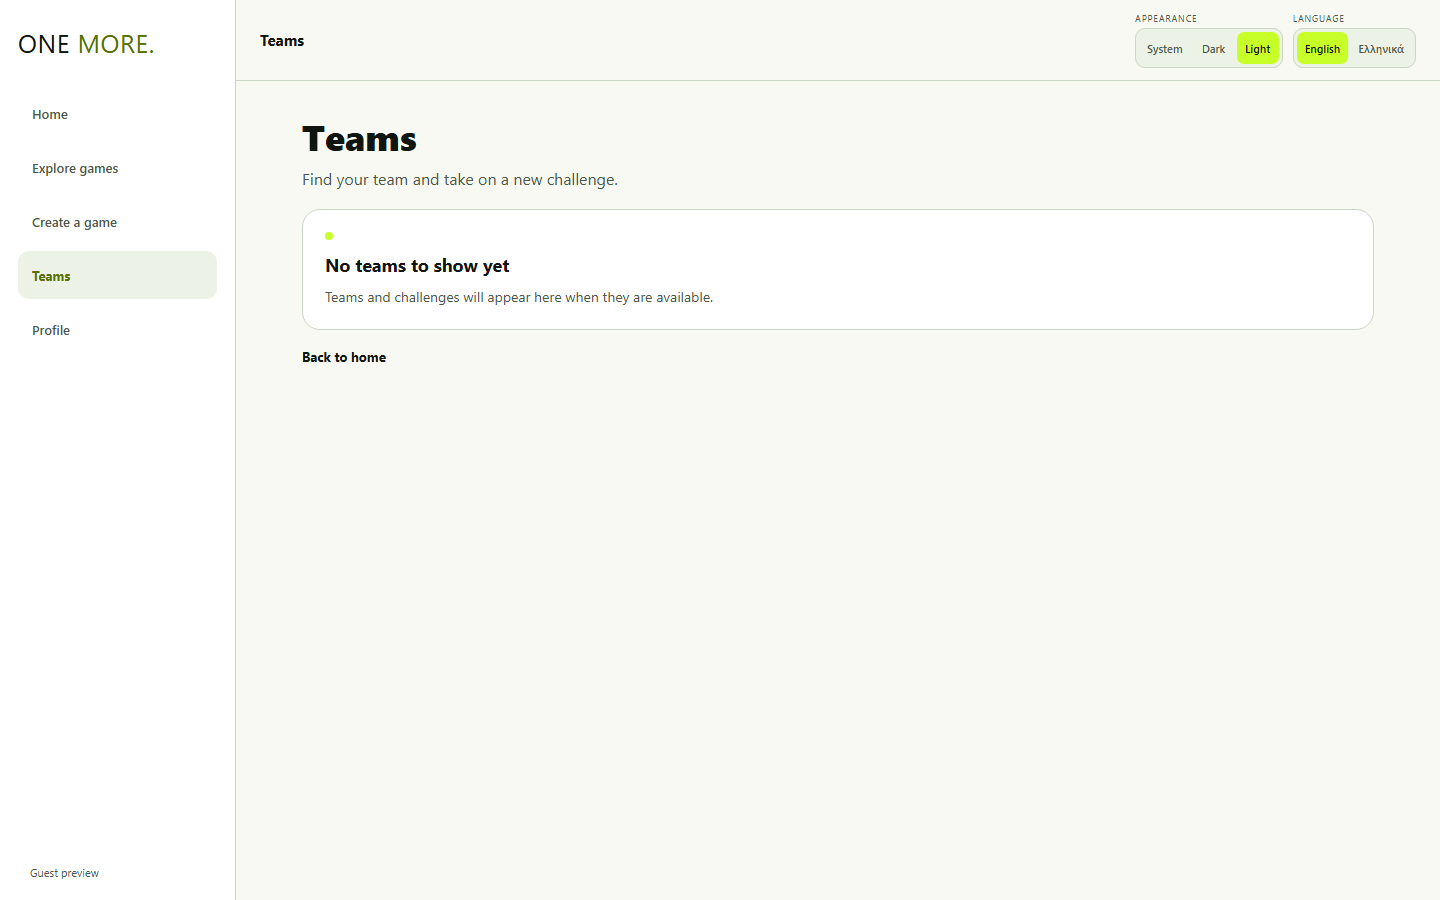 ONE MORE.
Home
Explore games
Create a game
Teams
Profile
Guest preview
Teams
APPEARANCE
System Dark Light
LANGUAGE
English Ελληνικά
Teams
Find your team and take on a new challenge.
No teams to show yet
Teams and challenges will appear here when they are available.
Back to home